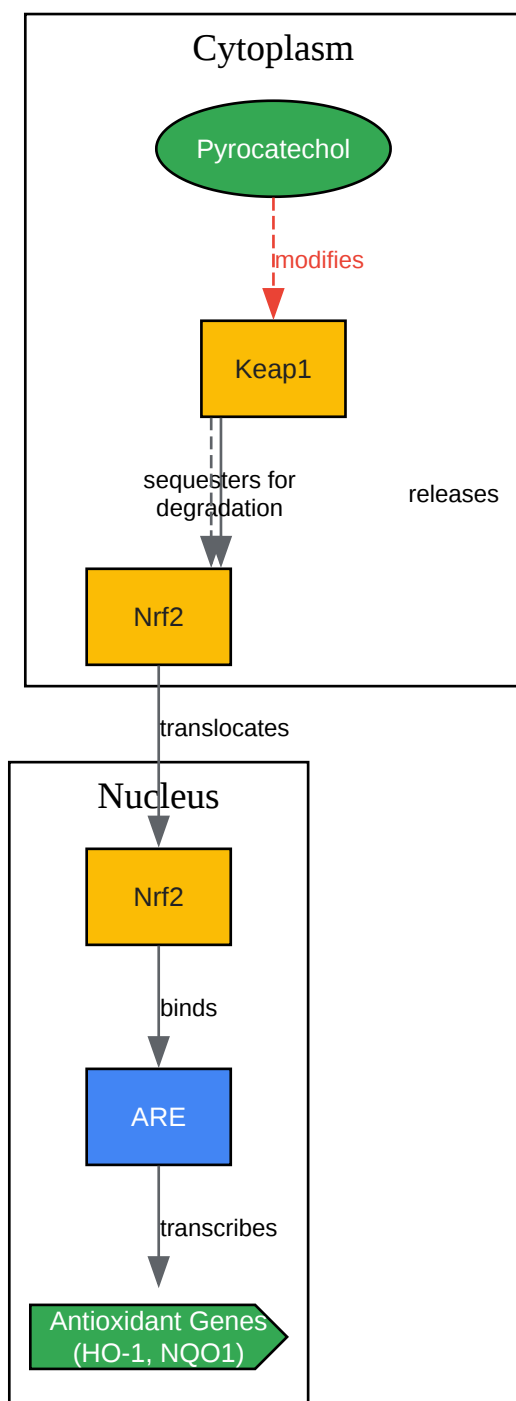 Cytoplasm
Pyrocatechol
modifies
Keap1
sequesters for
degradation
releases
Nrf2
translocates
Nucleus
Nrf2
binds
ARE
transcribes
Antioxidant Genes
(HO-1, NQO1)